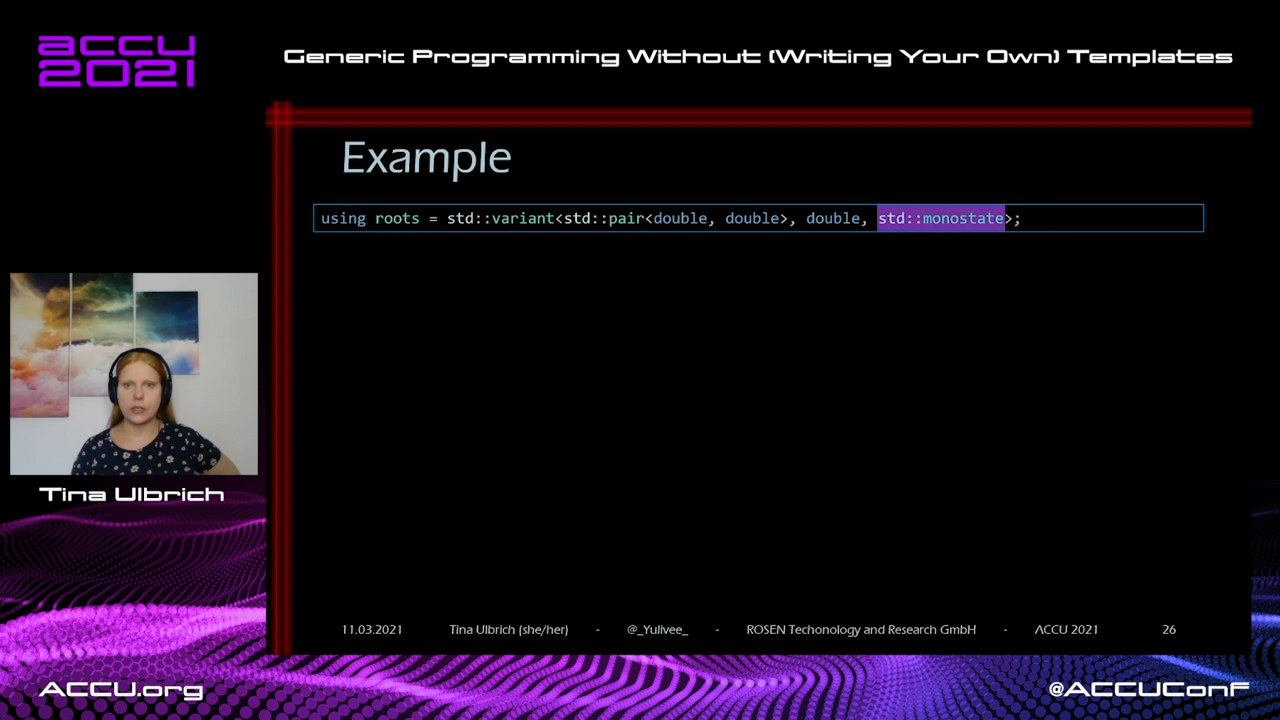 accu
2021
Generic Programming Without (Writing Your Own) Templates
Example
using roots = std::variant<std::pair<double, double>, double, std::monostate>;
Tina Ulbrich
11.03.2021 Tina Ulbrich (she/her) - @_Yulivee_ - ROSEN Techonology and Research GmbH - ACCU 2021 26
ACCU.org
@ACCUConf